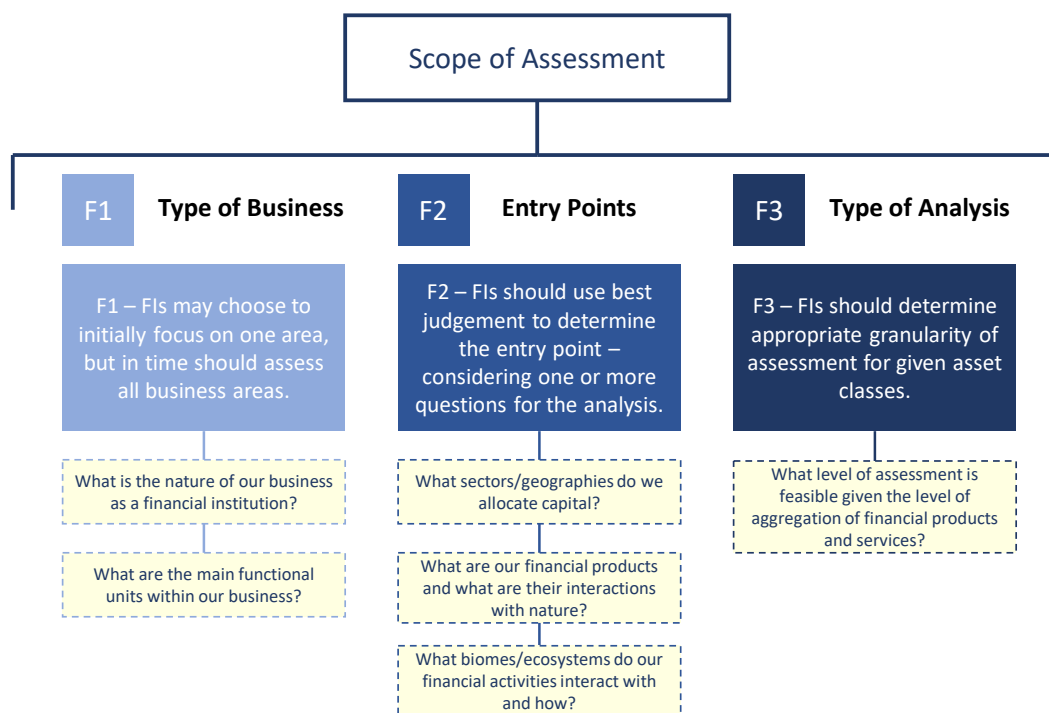 Scope of Assessment
F1
Type of Business
F2
Entry Points
F3
Type of Analysis
F1 – FIs may choose to
initially focus on one area,
but in time should assess
all business areas.
F2 – FIs should use best
judgement to determine
the entry point –
considering one or more
questions for the analysis.
F3 – FIs should determine
appropriate granularity of
assessment for given asset
classes.
What is the nature of our business
as a financial institution?
What are the main functional
units within our business?
What sectors/geographies do we
allocate capital?
What are our financial products
and what are their interactions
with nature?
What biomes/ecosystems do our
financial activities interact with
and how?
What level of assessment is
feasible given the level of
aggregation of financial products
and services?